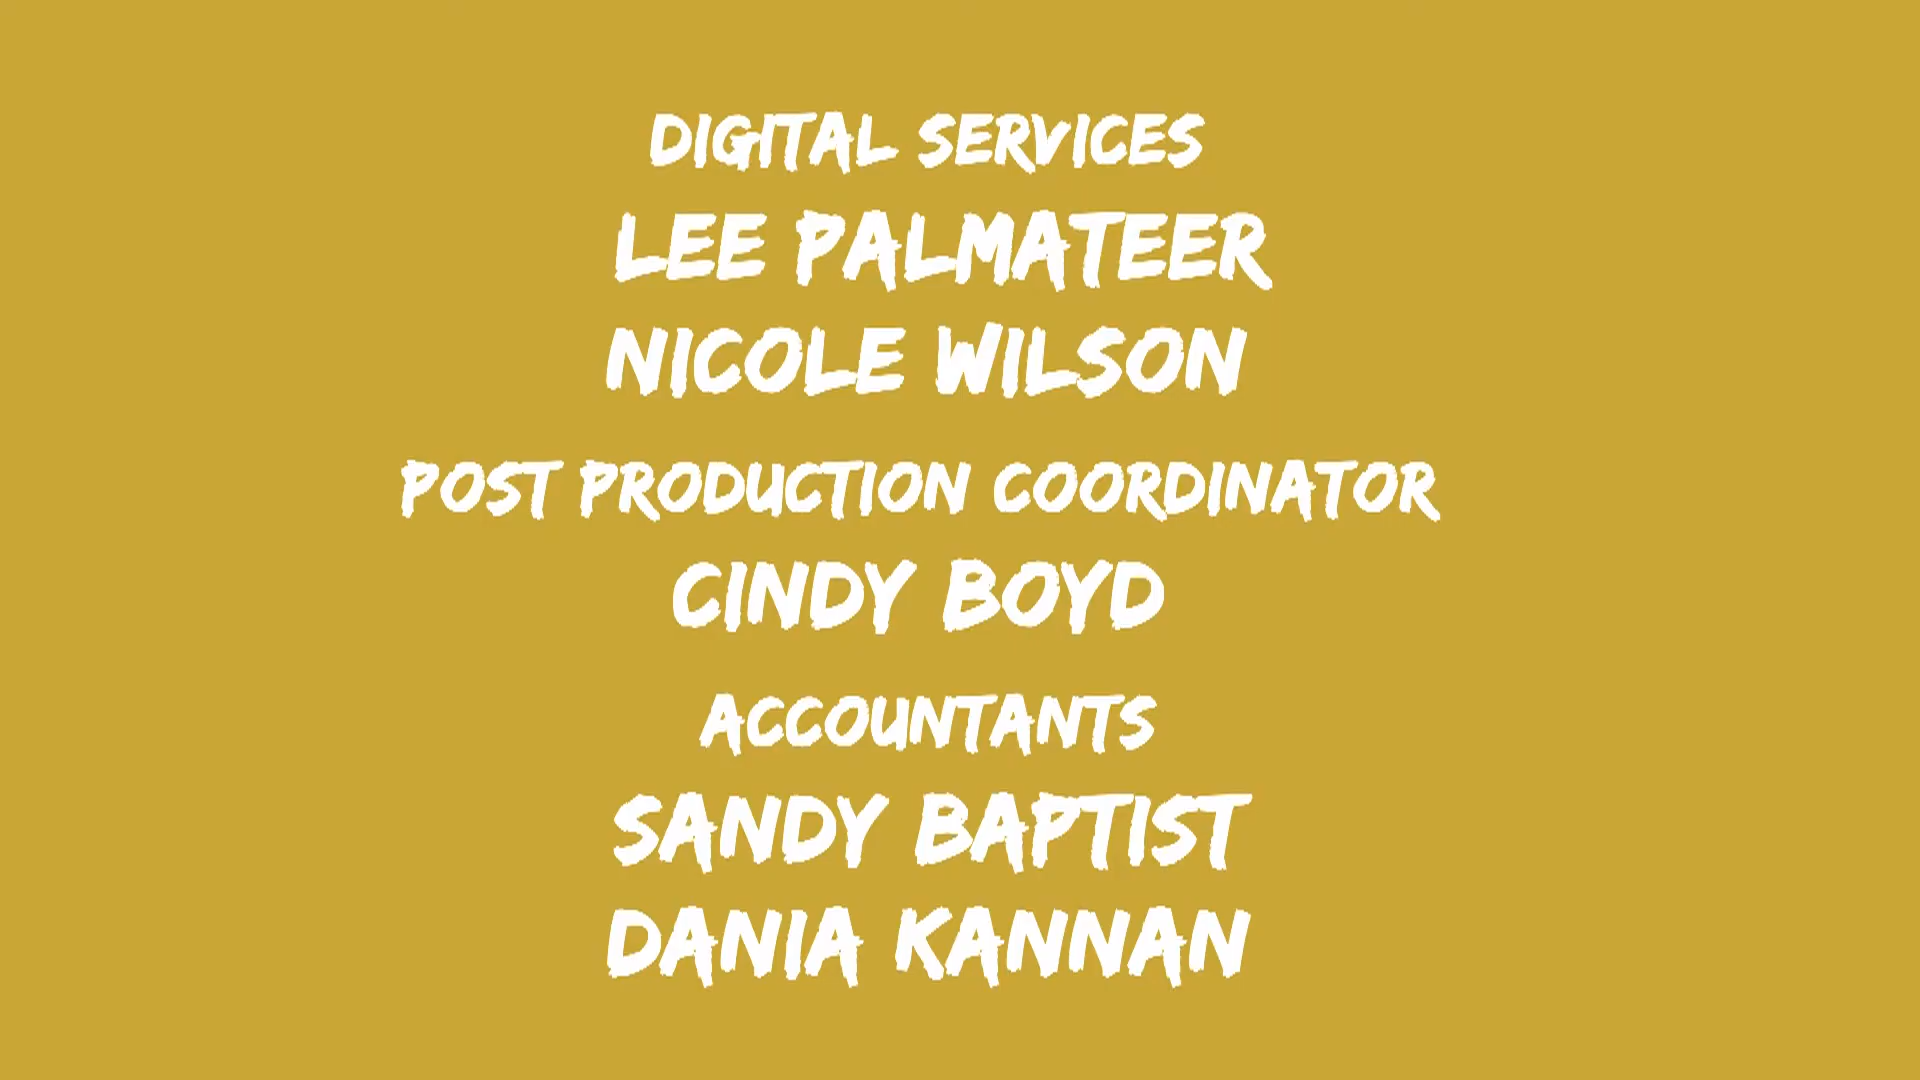 DIGITAL SERVICES
LEE PALMATEER
NICOLE WILSON
POST PRODUCTION COORDINATOR
CINDY BOYD
ACCOUNTANTS
SANDY BAPTIST
DANIA KANNAN